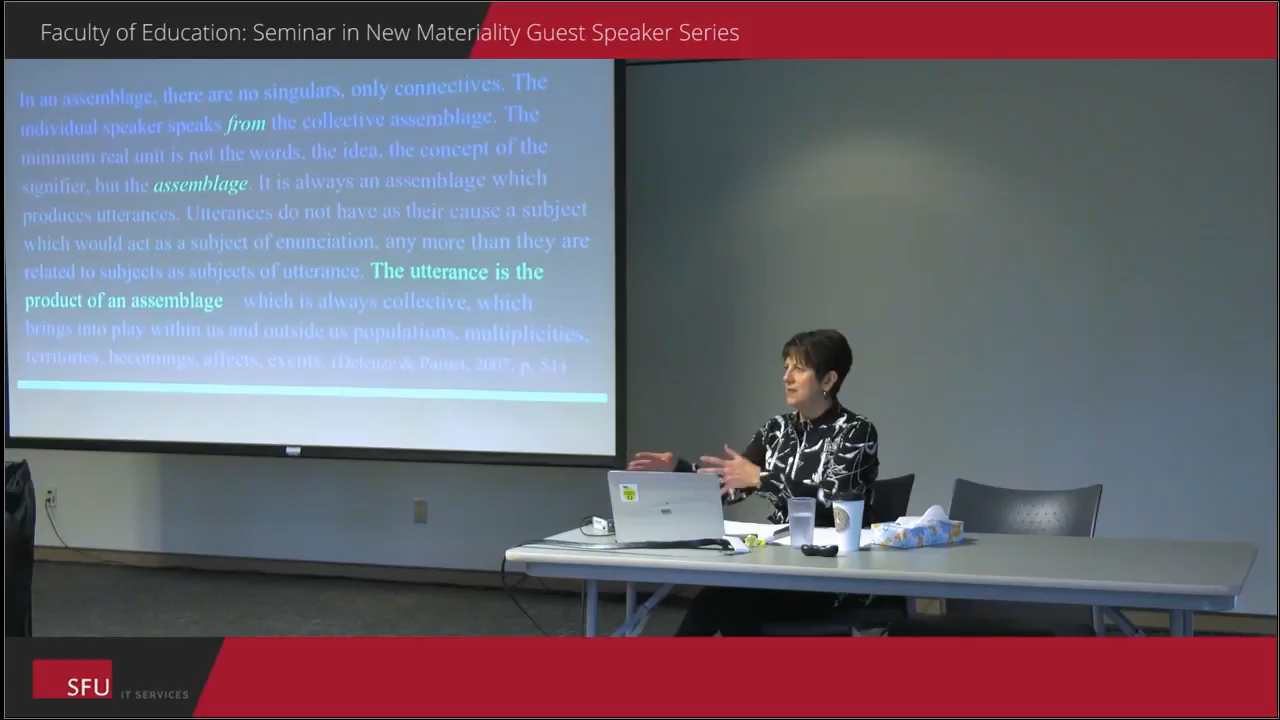 Faculty of Education: Seminar in New Materiality Guest Speaker Series
In an assemblage, there are no singulars, only connectives. The
individual speaker speaks from the collective assemblage. The
minimum real unit is not the words, the idea, the concept of the
signifier, but the assemblage. It is always an assemblage which
produces utterances. Utterances do not have as their cause a subject
which would act as a subject of enunciation, any more than they are
related to subjects as subjects of utterance. The utterance is the
product of an assemblage which is always collective, which
brings into play within us and outside us populations, multiplicities,
territories, becomings, affects, events. (Deleuze & Parnet, 2007, p. 51)
SFU IT SERVICES